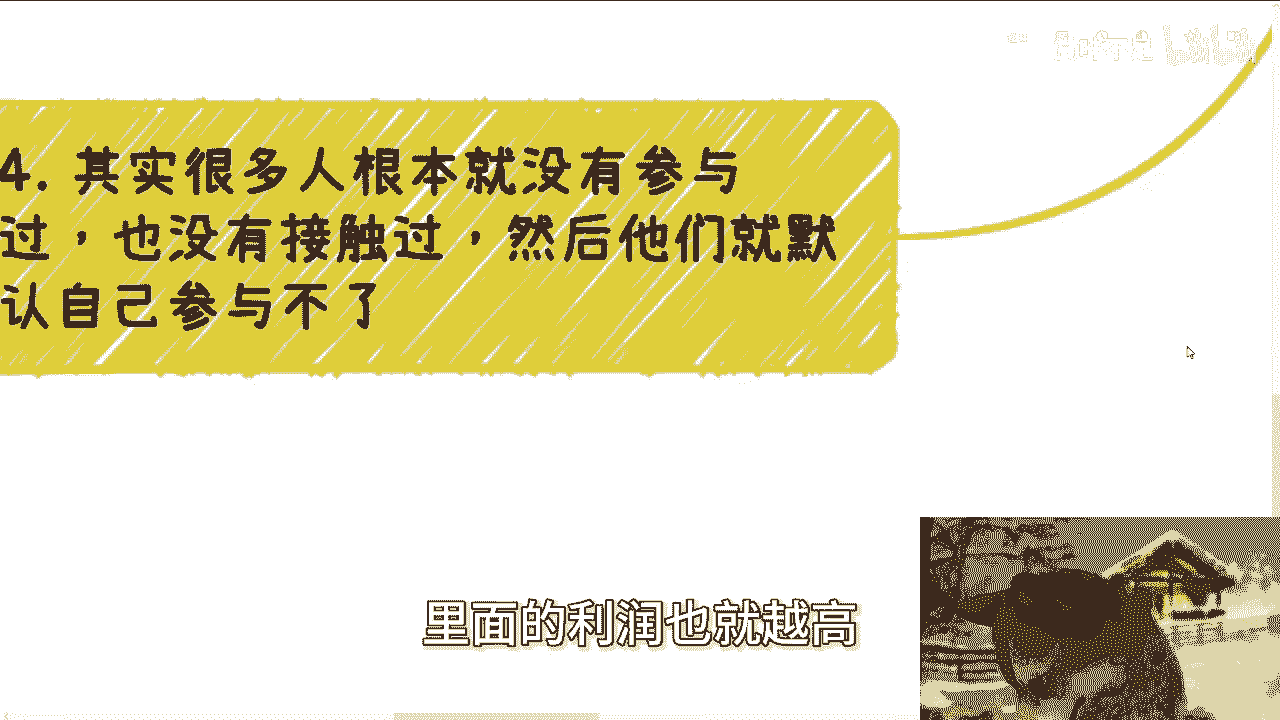 4. 其实很多人根本就没有参与
过，也没有接触过，然后他们就默
认自己参与不了
里面的利润也就越高